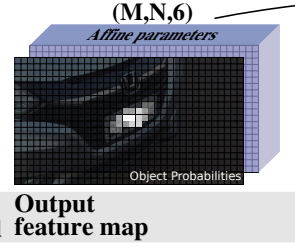 (M,N,6)
Affine parameters
Object Probabilities
Output
feature map